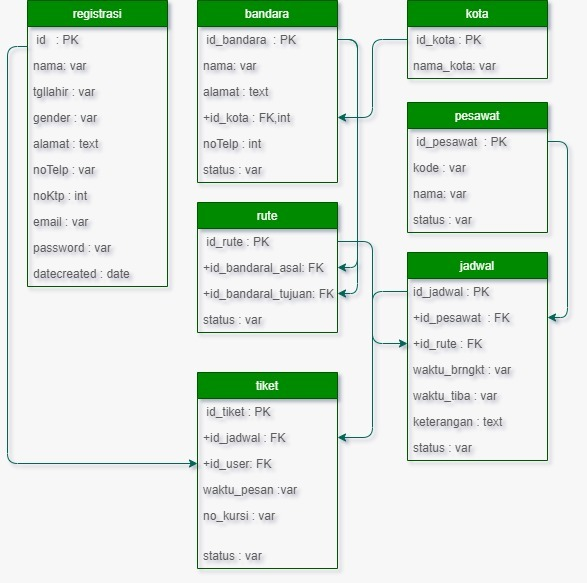 registrasi
id : PK
nama: var
tgllahir : var
gender : var
alamat : text
noTelp : var
noKtp : int
email : var
password : var
datecreated : date
bandara
id_bandara : PK
nama: var
alamat : text
+id_kota : FK,int
noTelp : int
status : var
kota
id_kota : PK
nama_kota: var
pesawat
id_pesawat : PK
kode : var
nama: var
status : var
rute
id_rute : PK
+id_bandaral_asal: FK
+id_bandaral_tujuan: FK
status : var
jadwal
id_jadwal : PK
+id_pesawat : FK
+id_rute : FK
waktu_brngkt : var
waktu_tiba : var
keterangan : text
status : var
tiket
id_tiket : PK
+id_jadwal : FK
+id_user: FK
waktu_pesan :var
no_kursi : var
status : var